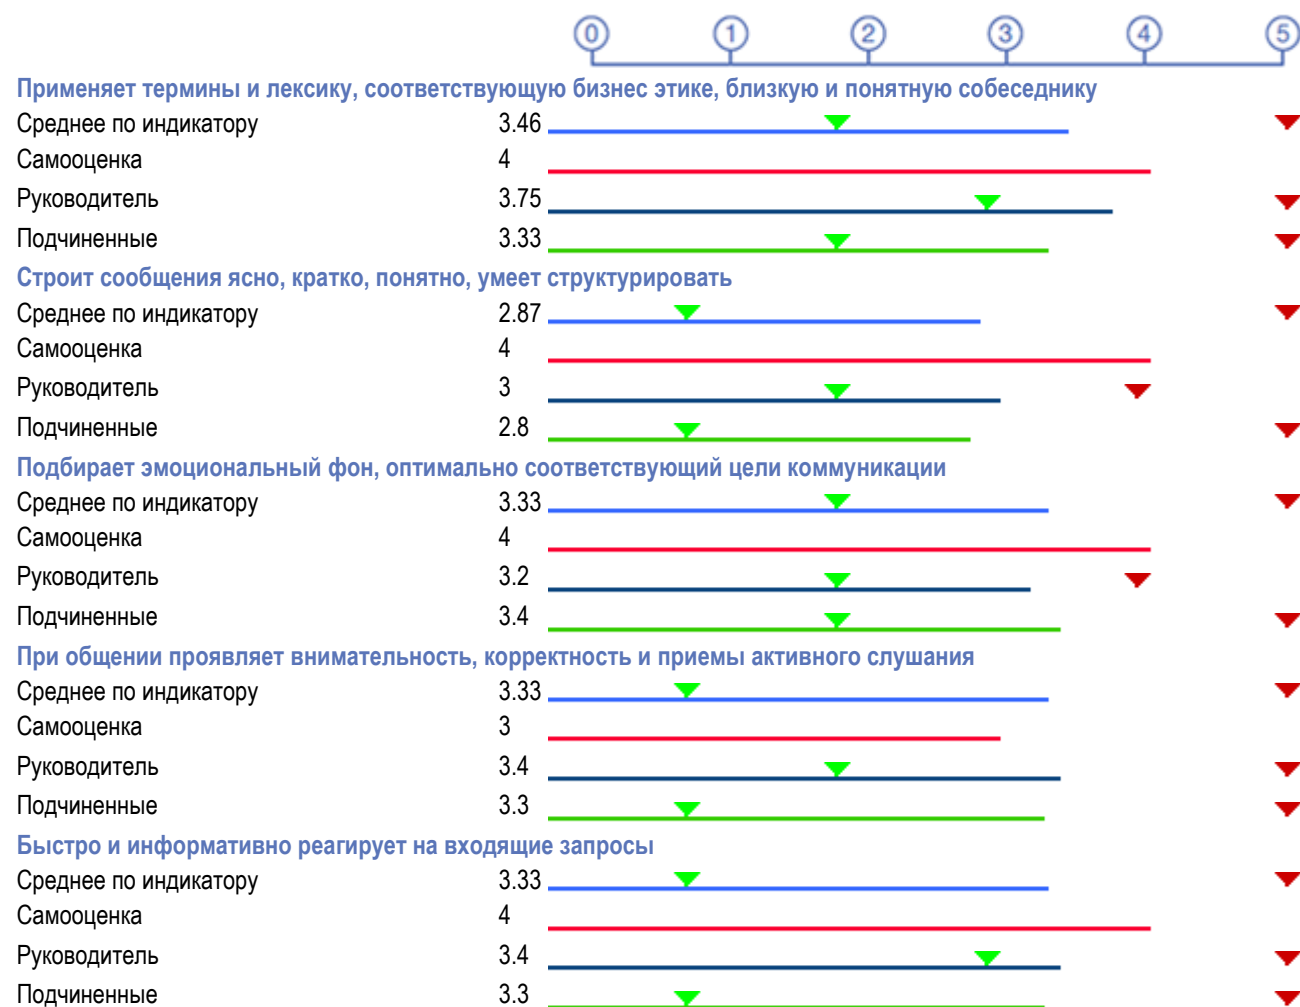 0 1 2 3 4 5
Применяет термины и лексику, соответствующую бизнес этике, близкую и понятную собеседнику
Среднее по индикатору 3.46
Самооценка 4
Руководитель 3.75
Подчиненные 3.33
Строит сообщения ясно, кратко, понятно, умеет структурировать
Среднее по индикатору 2.87
Самооценка 4
Руководитель 3
Подчиненные 2.8
Подбирает эмоциональный фон, оптимально соответствующий цели коммуникации
Среднее по индикатору 3.33
Самооценка 4
Руководитель 3.2
Подчиненные 3.4
При общении проявляет внимательность, корректность и приемы активного слушания
Среднее по индикатору 3.33
Самооценка 3
Руководитель 3.4
Подчиненные 3.3
Быстро и информативно реагирует на входящие запросы
Среднее по индикатору 3.33
Самооценка 4
Руководитель 3.4
Подчиненные 3.3